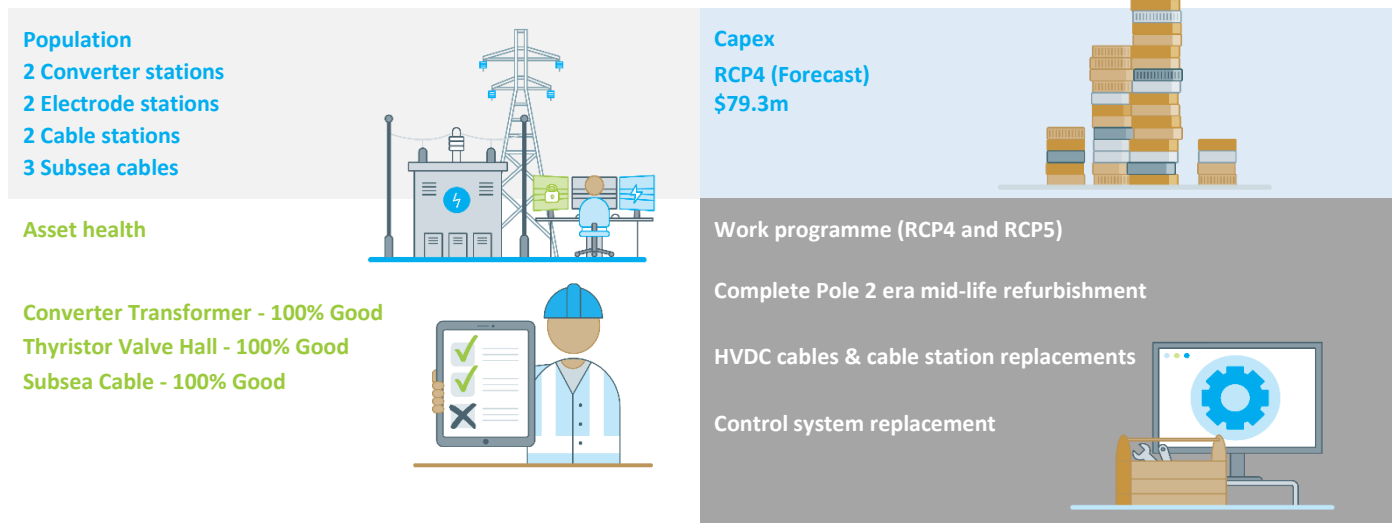 Population
2 Converter stations
2 Electrode stations
2 Cable stations
3 Subsea cables
Capex
RCP4 (Forecast)
$79.3m
Asset health
Converter Transformer - 100% Good
Thyristor Valve Hall - 100% Good
Subsea Cable - 100% Good
Work programme (RCP4 and RCP5)
Complete Pole 2 era mid-life refurbishment
HVDC cables & cable station replacements
Control system replacement